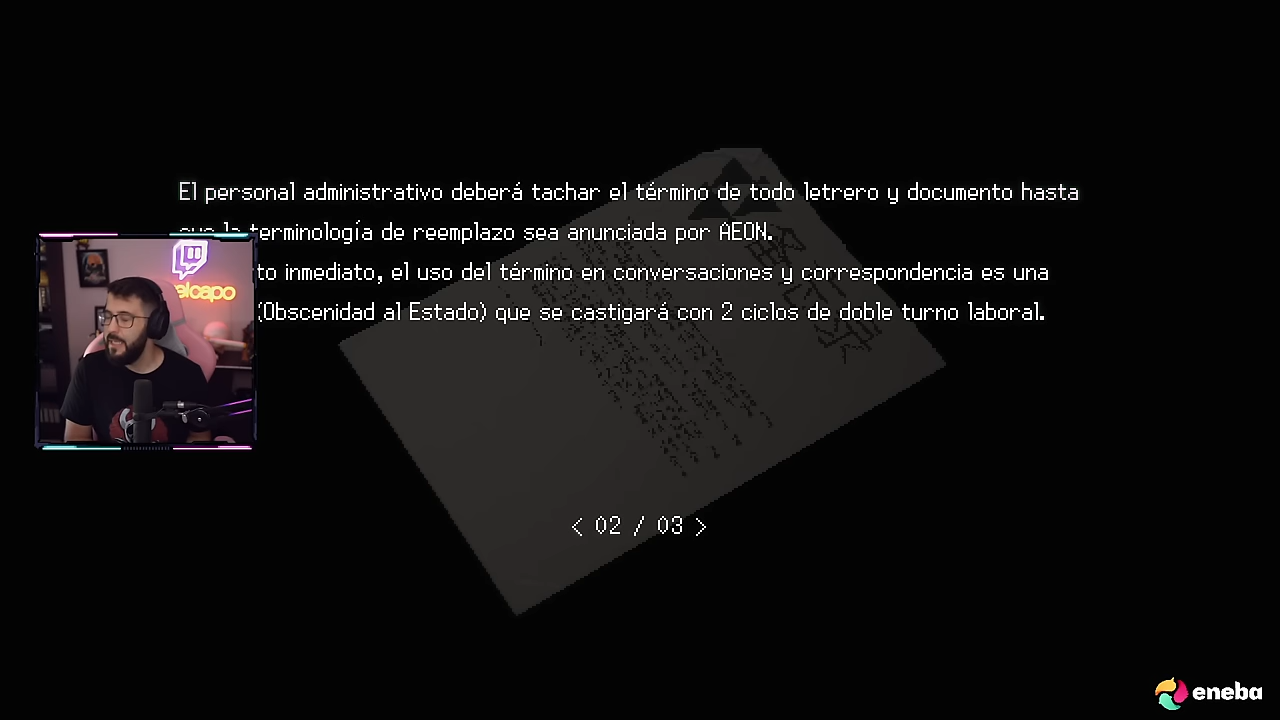 El personal administrativo deberá tachar el término de todo letrero y documento hasta
que la terminología de reemplazo sea anunciada por AEON.
to inmediato, el uso del término en conversaciones y correspondencia es una
(Obscenidad al Estado) que se castigará con 2 ciclos de doble turno laboral.
elcapo
< 02 / 03 >
eneba